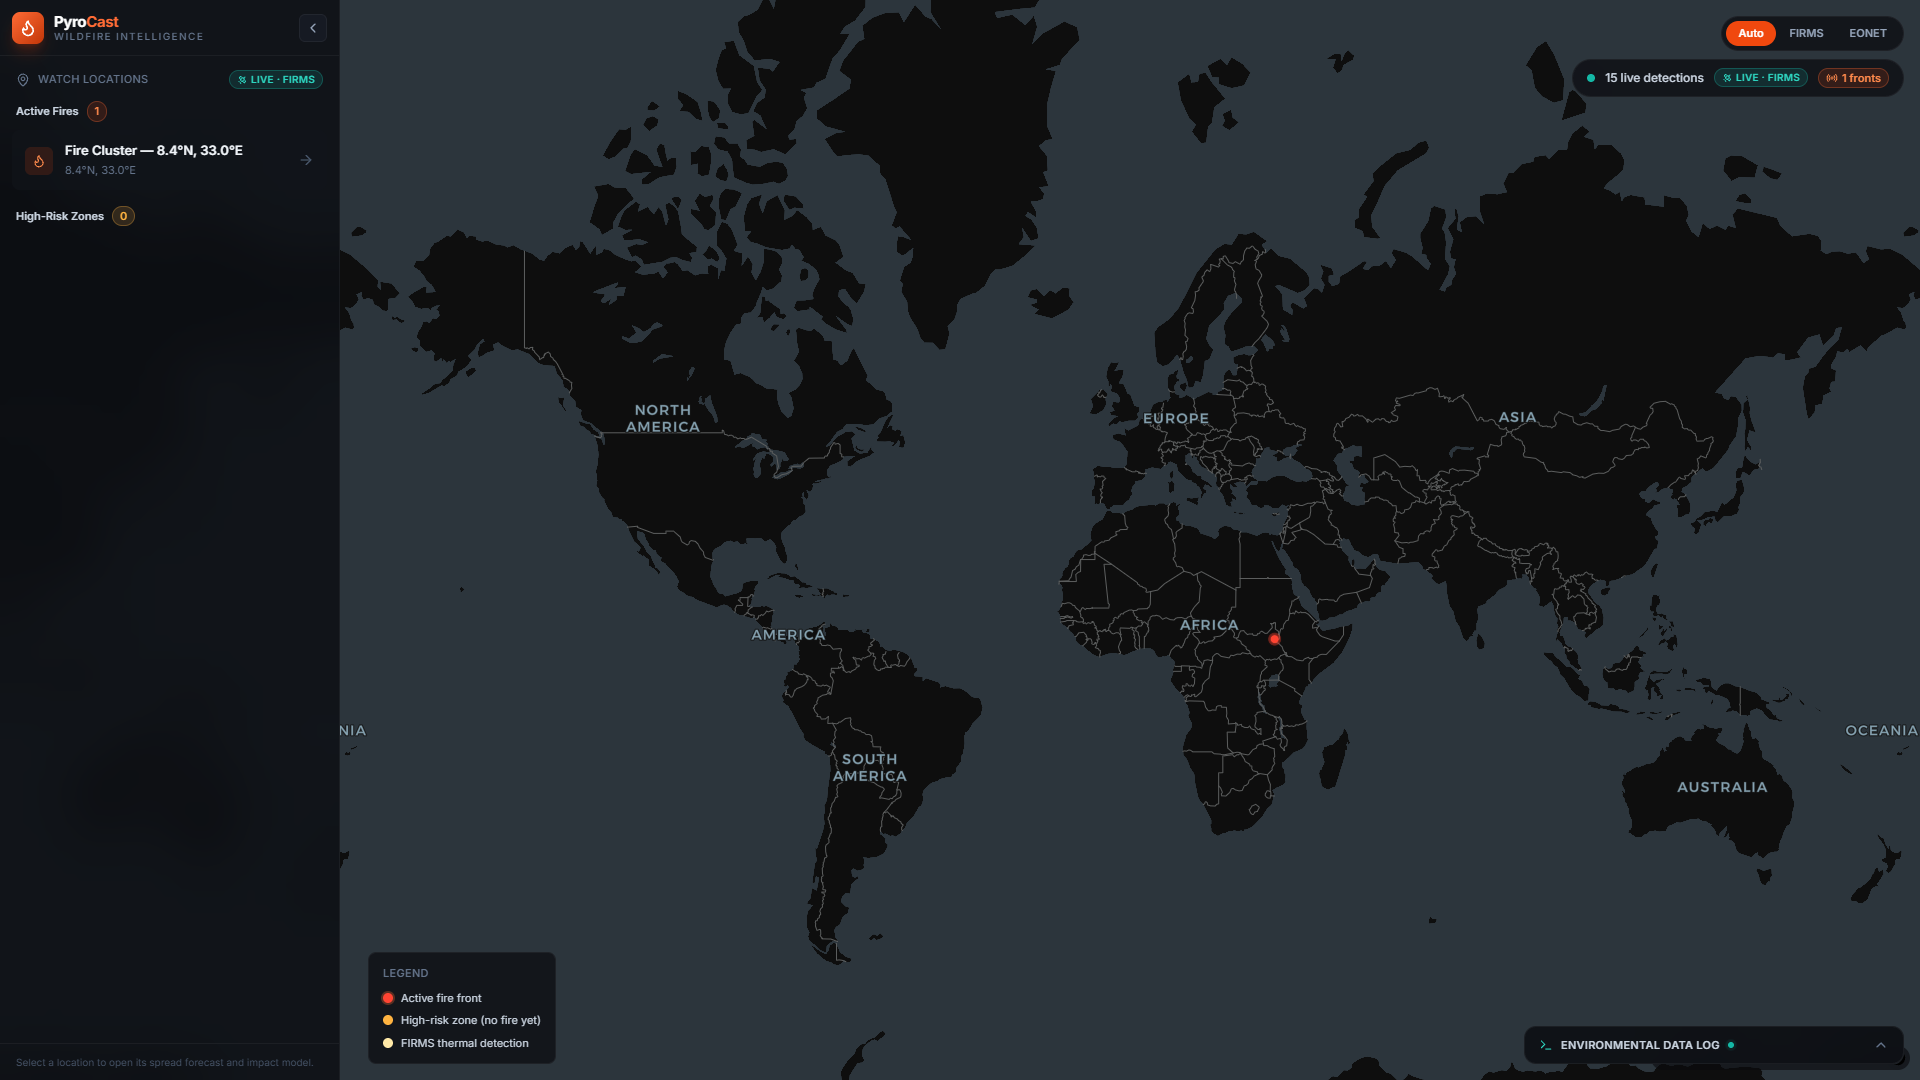 PyroCast
WILDFIRE INTELLIGENCE
WATCH LOCATIONS
LIVE · FIRMS
Active Fires 1
Fire Cluster — 8.4°N, 33.0°E
8.4°N, 33.0°E
High-Risk Zones 0
Select a location to open its spread forecast and impact model.
Auto FIRMS EONET
15 live detections LIVE · FIRMS 1 fronts
NORTH
AMERICA
EUROPE
ASIA
AFRICA
AMERICA
NIA
OCEANIA
SOUTH
AMERICA
AUSTRALIA
LEGEND
Active fire front
High-risk zone (no fire yet)
FIRMS thermal detection
ENVIRONMENTAL DATA LOG